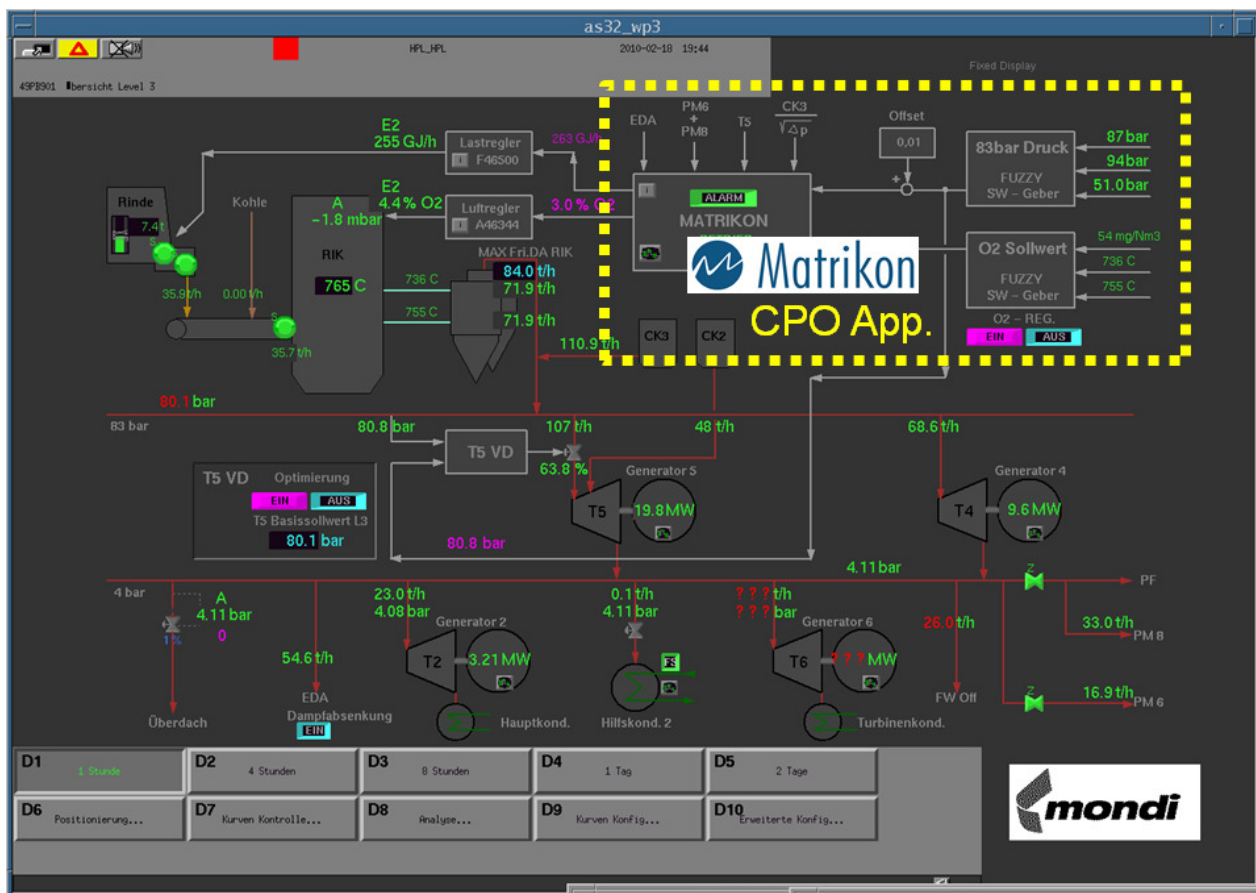 as32_wp3
HPL_HPL
2010-02-18 19:44
49PB901 Übersicht Level 3
Fixed Display
EDA
PM6
+
PM8
T5
CK3
√Δp
Offset
0,01
+
83bar Druck
FUZZY
SW - Geber
87 bar
94 bar
51.0 bar
E2
255 GJ/h
Lastregler
F46500
263 GJ/h
E2
4.4% O2
Luftregler
A46344
3.0 % O2
ALARM
MATRIKON
Matrikon
CPO App.
O2 Sollwert
FUZZY
SW - Geber
54 mg/Nm3
736 C
755 C
O2 - REG.
EIN
AUS
Rinde
7.4 t
Kohle
S
35.9 t/h
0.00 t/h
S
35.7 t/h
A
-1.8 mbar
RIK
765 C
736 C
755 C
MAX Fri.DA RIK
84.0 t/h
71.9 t/h
71.9 t/h
110.9 t/h
CK3
CK2
80.1 bar
83 bar
80.8 bar
107 t/h
48 t/h
68.6 t/h
T5 VD
63.8 %
T5 VD
Optimierung
EIN
AUS
T5 Basissollwert L3
80.1 bar
80.8 bar
Generator 5
T5
19.8 MW
Generator 4
T4
9.6 MW
4.11 bar
4 bar
A
4.11 bar
0
1%
Überdach
54.6 t/h
EDA
Dampfabsenkung
EIN
23.0 t/h
4.08 bar
Generator 2
T2
3.21 MW
Hauptkond.
0.1 t/h
4.11 bar
Hilfskond. 2
? ? ? t/h
? ? ? bar
Generator 6
T6
? ? ? MW
Turbinenkond.
26.0 t/h
FW Off
Z
PF
33.0 t/h
PM 8
Z
16.9 t/h
PM 6
D1 1 Stunde
D2 4 Stunden
D3 8 Stunden
D4 1 Tag
D5 2 Tage
D6 Positionierung...
D7 Kurven Kontrolle...
D8 Analyse...
D9 Kurven Konfig...
D10 Erweiterte Konfig...
mondi